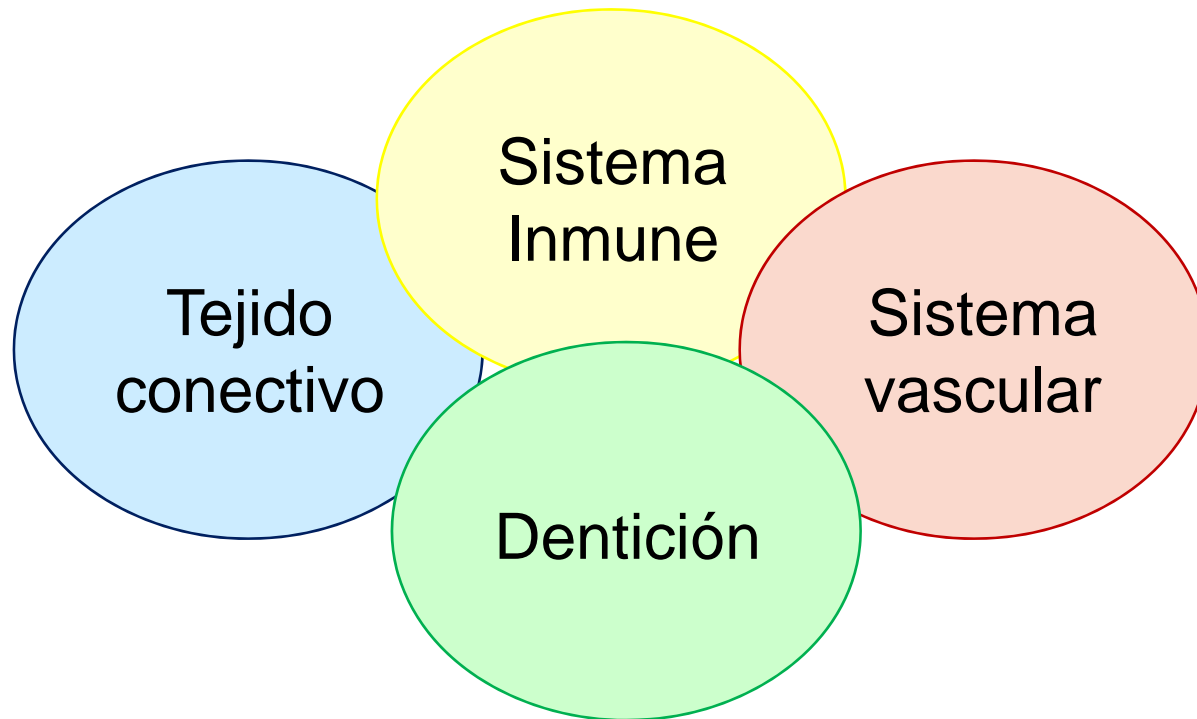 Sistema
Inmune
Tejido
conectivo
Sistema
vascular
Dentición